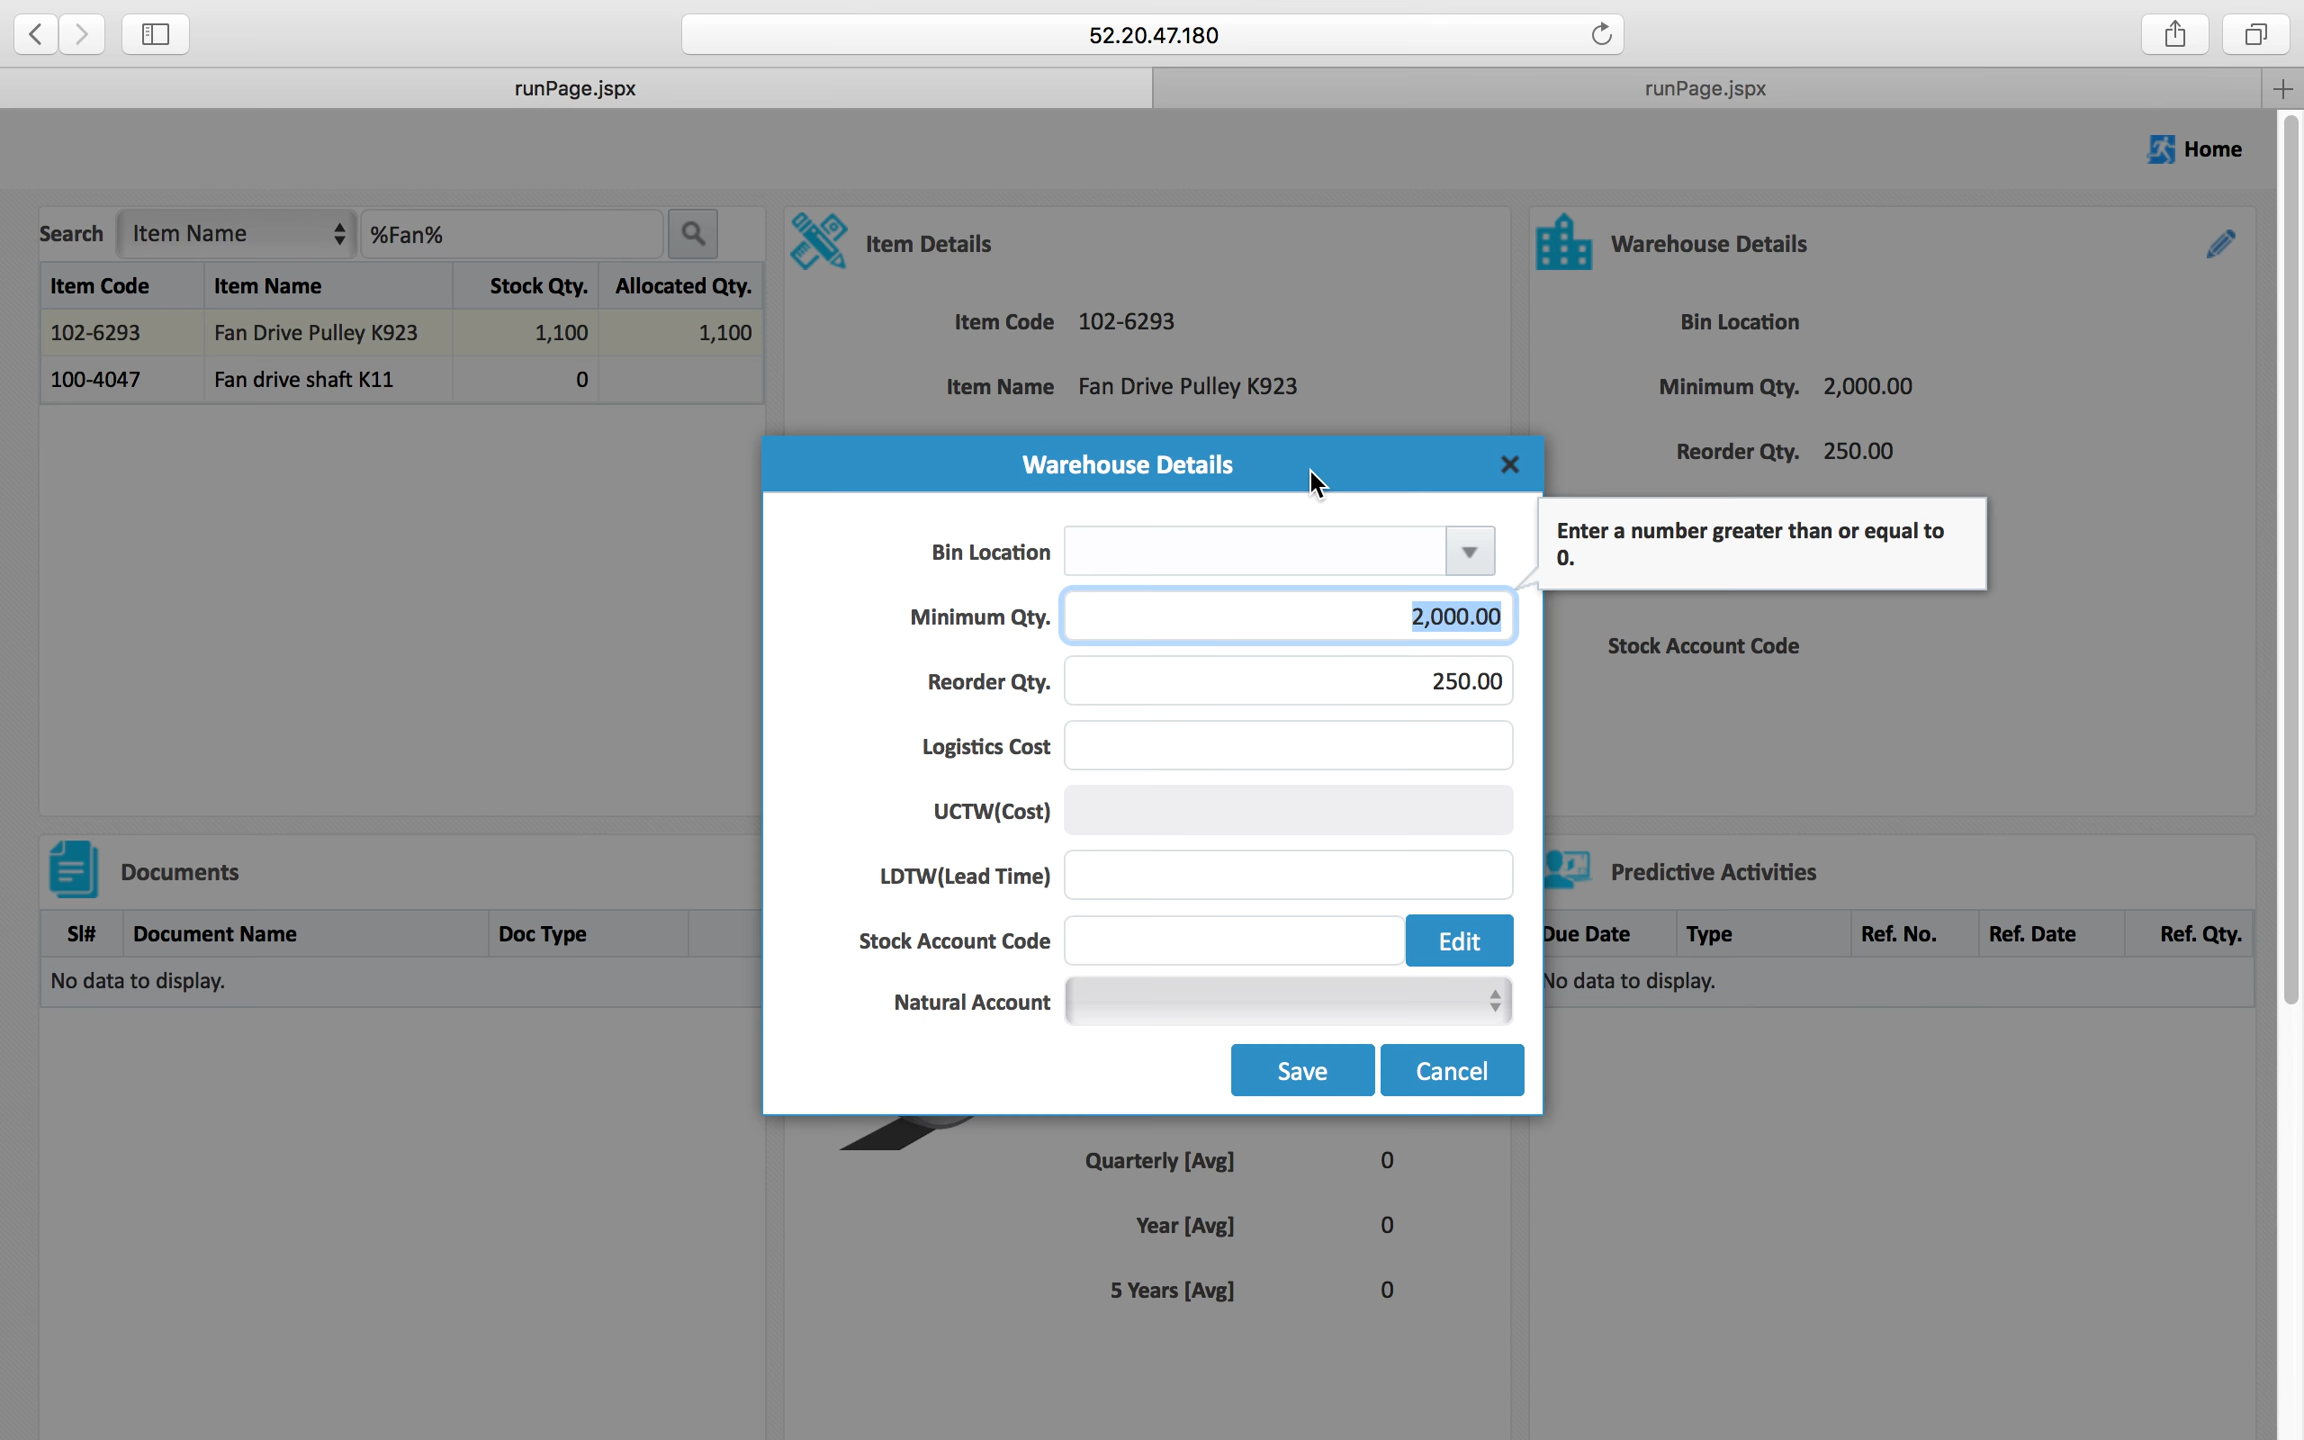 52.20.47.180
runPage.jspx
runPage.jspx
Home
Search Item Name %Fan%
Item Code Item Name Stock Qty. Allocated Qty.
102-6293 Fan Drive Pulley K923 1,100 1,100
100-4047 Fan drive shaft K11 0
Item Details
Item Code 102-6293
Item Name Fan Drive Pulley K923
Warehouse Details
Bin Location
Minimum Qty. 2,000.00
Reorder Qty. 250.00
Stock Account Code
Warehouse Details
Bin Location
Minimum Qty. 2,000.00
Reorder Qty. 250.00
Logistics Cost
UCTW(Cost)
LDTW(Lead Time)
Stock Account Code Edit
Natural Account
Save Cancel
Enter a number greater than or equal to
0.
Documents
Sl# Document Name Doc Type
No data to display.
Quarterly [Avg] 0
Year [Avg] 0
5 Years [Avg] 0
Predictive Activities
Due Date Type Ref. No. Ref. Date Ref. Qty.
No data to display.